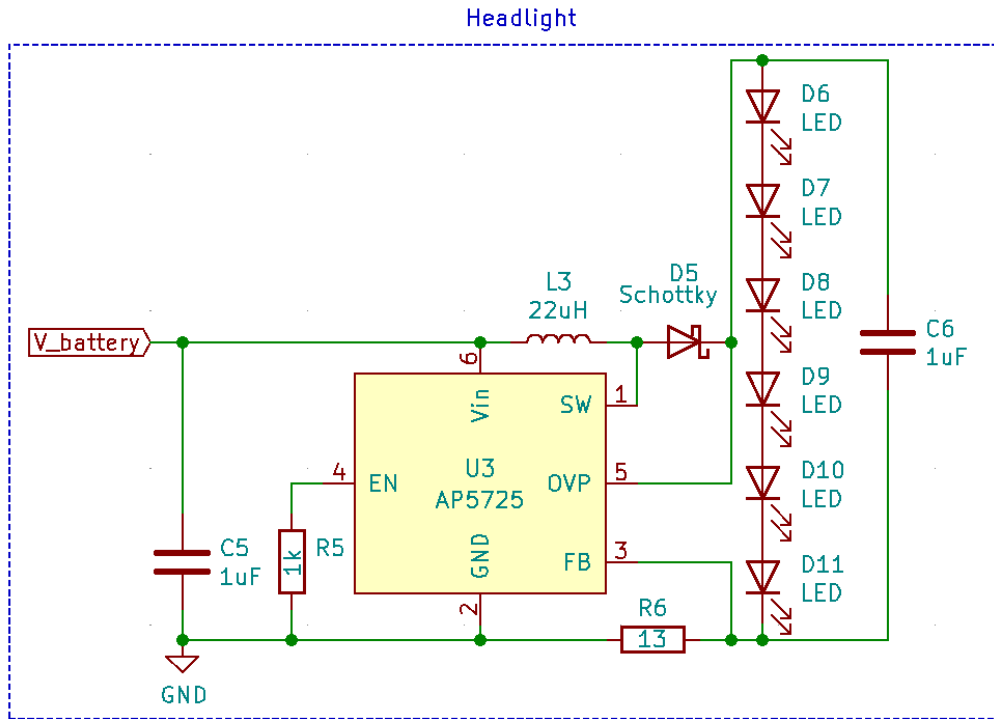 Headlight
D6
LED
D7
LED
D8
LED
D9
LED
D10
LED
D11
LED
C6
1uF
L3
22uH
D5
Schottky
V_battery
6
Vin
1
SW
4
EN
U3
AP5725
5
OVP
3
FB
2
GND
C5
1uF
R5
1k
R6
13
GND